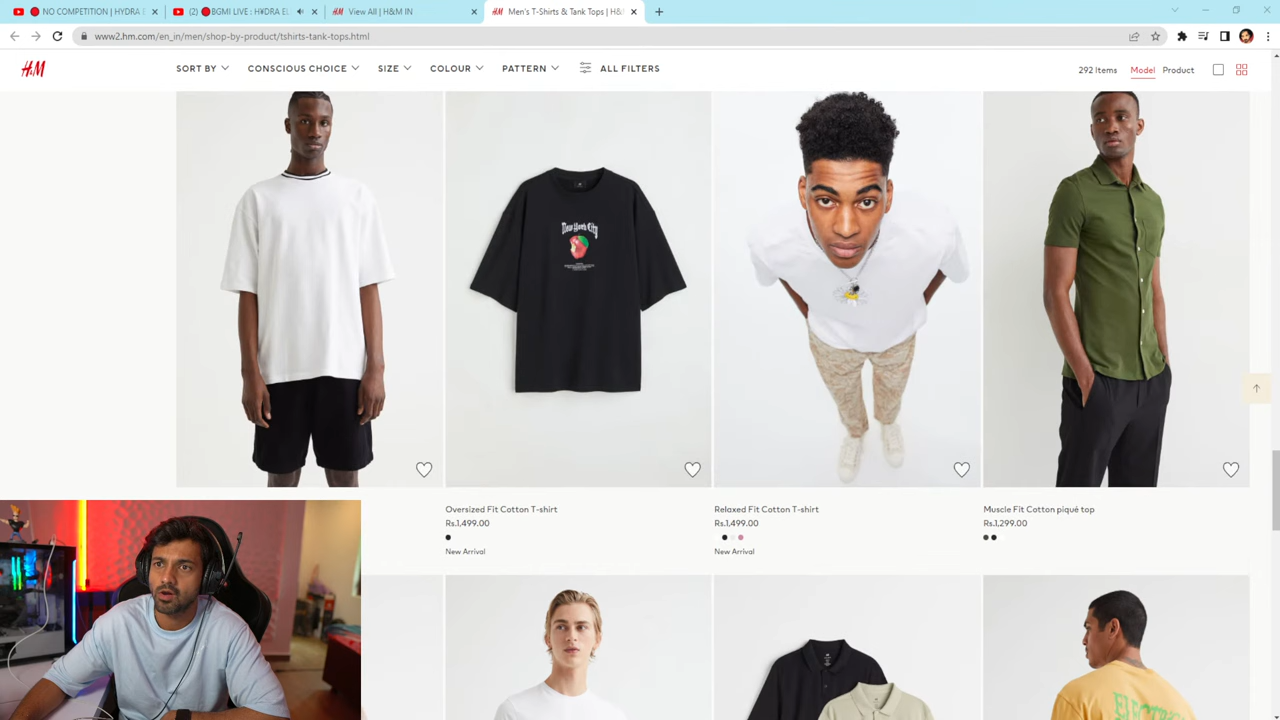 NO COMPETITION | HYDRA E
(2) 🔴BGMI LIVE : H¥DRA EL
View All | H&M IN
Men's T-Shirts & Tank Tops | H&M
www2.hm.com/en_in/men/shop-by-product/tshirts-tank-tops.html
H&M
SORT BY
CONSCIOUS CHOICE
SIZE
COLOUR
PATTERN
ALL FILTERS
292 Items
Model
Product
New York City
Oversized Fit Cotton T-shirt
Rs.1,499.00
New Arrival
Relaxed Fit Cotton T-shirt
Rs.1,499.00
New Arrival
Muscle Fit Cotton piqué top
Rs.1,299.00